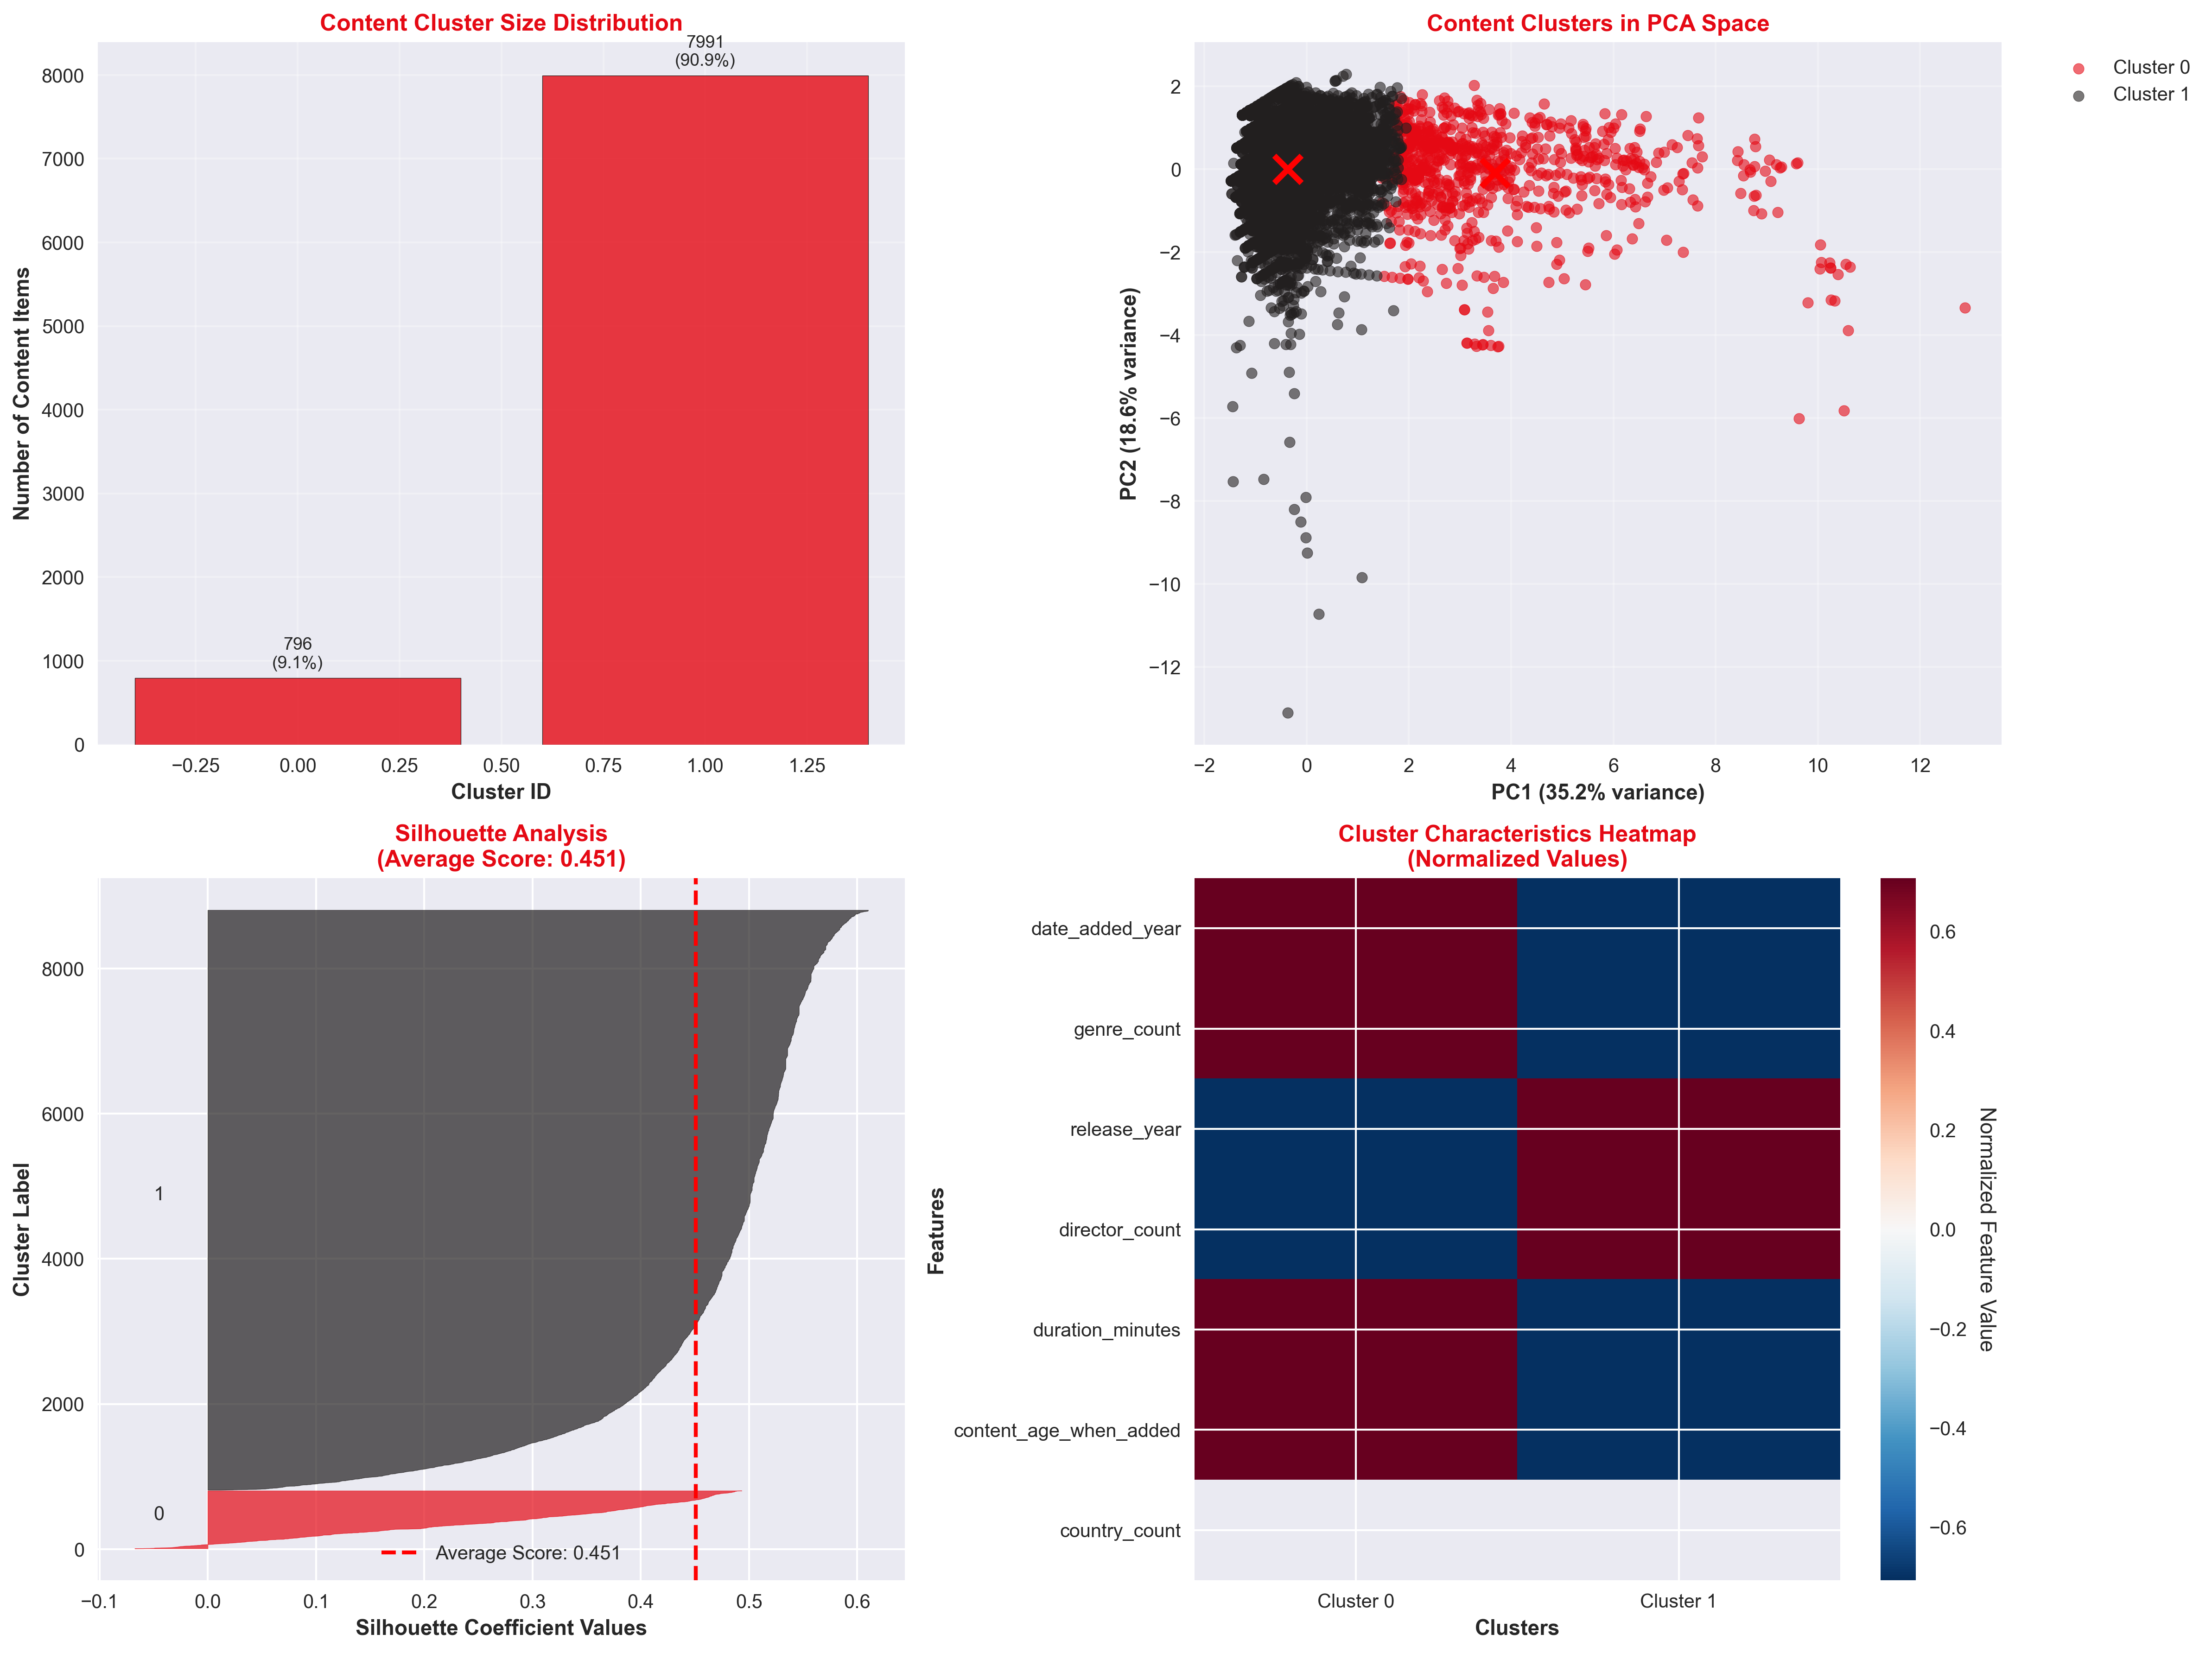 Content Cluster Size Distribution
7991
(90.9%)
8000
7000
6000
5000
4000
3000
2000
1000
0
796
(9.1%)
Number of Content Items
−0.25
0.00
0.25
0.50
0.75
1.00
1.25
Cluster ID
Content Clusters in PCA Space
Cluster 0
Cluster 1
2
0
−2
−4
−6
−8
−10
−12
PC2 (18.6% variance)
−2
0
2
4
6
8
10
12
PC1 (35.2% variance)
Silhouette Analysis
(Average Score: 0.451)
8000
6000
4000
2000
0
1
0
Cluster Label
Average Score: 0.451
−0.1
0.0
0.1
0.2
0.3
0.4
0.5
0.6
Silhouette Coefficient Values
Cluster Characteristics Heatmap
(Normalized Values)
Features
date_added_year
genre_count
release_year
director_count
duration_minutes
content_age_when_added
country_count
Cluster 0
Cluster 1
Clusters
0.6
0.4
0.2
0.0
−0.2
−0.4
−0.6
Normalized Feature Value